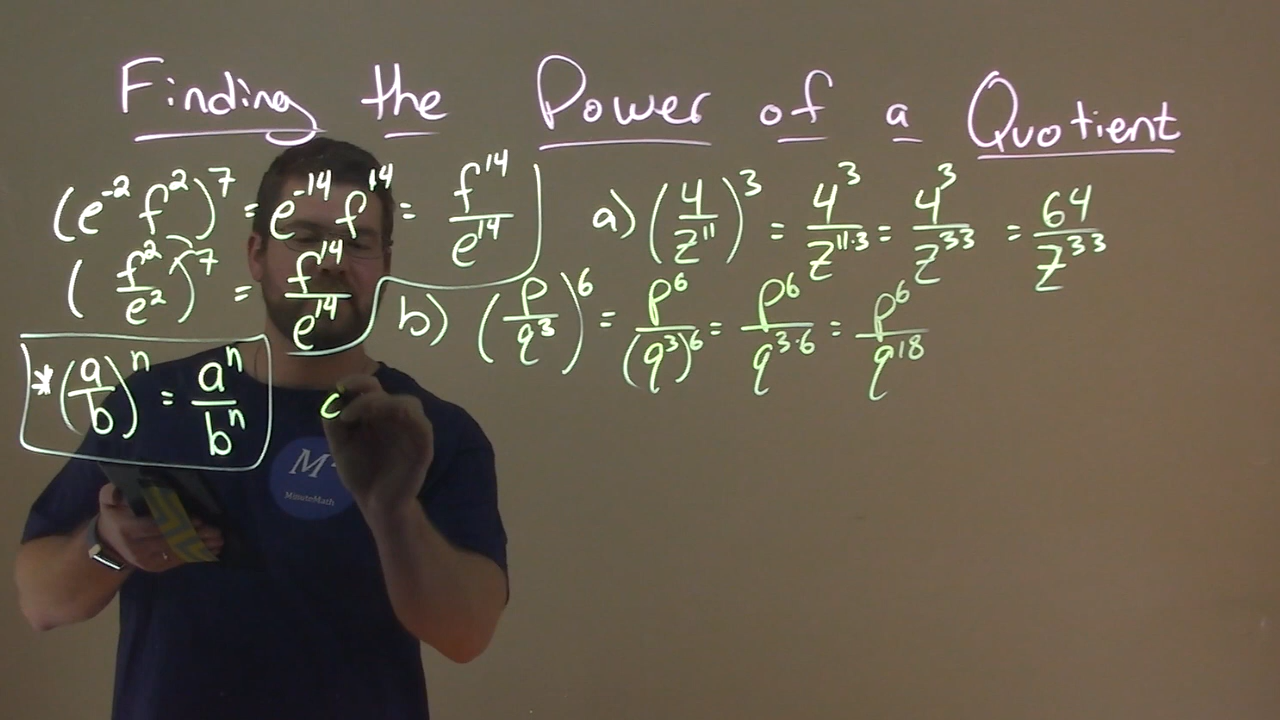 Finding the Power of a Quotient
(e⁻² f²)⁷ = e⁻¹⁴ f¹⁴ = f¹⁴/e¹⁴
(f²/e²)⁷ = f¹⁴/e¹⁴
*(a/b)ⁿ = aⁿ/bⁿ
a) (4/z¹¹)³ = 4³/z¹¹·³ = 4³/z³³ = 64/z³³
b) (p/q³)⁶ = p⁶/(q³)⁶ = p⁶/q³·⁶ = p⁶/q¹⁸
c
M²
MinuteMath